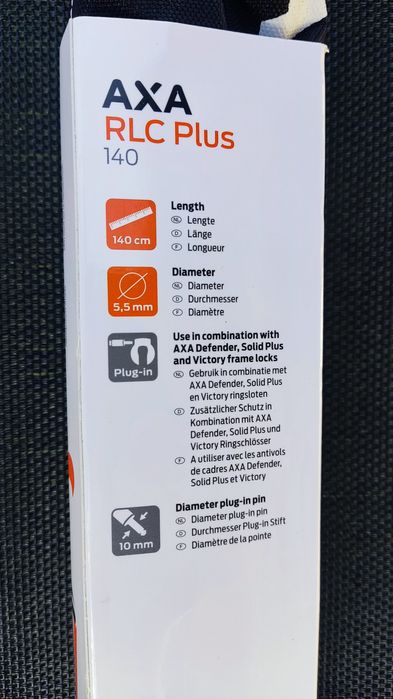 AXA
RLC Plus
140
140 cm
Length
NL Lengte
D Länge
F Longueur
5,5 mm
Diameter
NL Diameter
D Durchmesser
F Diamètre
Plug-in
Use in combination with
AXA Defender, Solid Plus
and Victory frame locks
NL Gebruik in combinatie met
AXA Defender, Solid Plus
en Victory ringsloten
D Zusätzlicher Schutz in
Kombination mit AXA
Defender, Solid Plus und
Victory Ringschlösser
F A utiliser avec les antivols
de cadres AXA Defender,
Solid Plus et Victory
10 mm
Diameter plug-in pin
NL Diameter plug-in pin
D Durchmesser Plug-in Stift
F Diamètre de la pointe